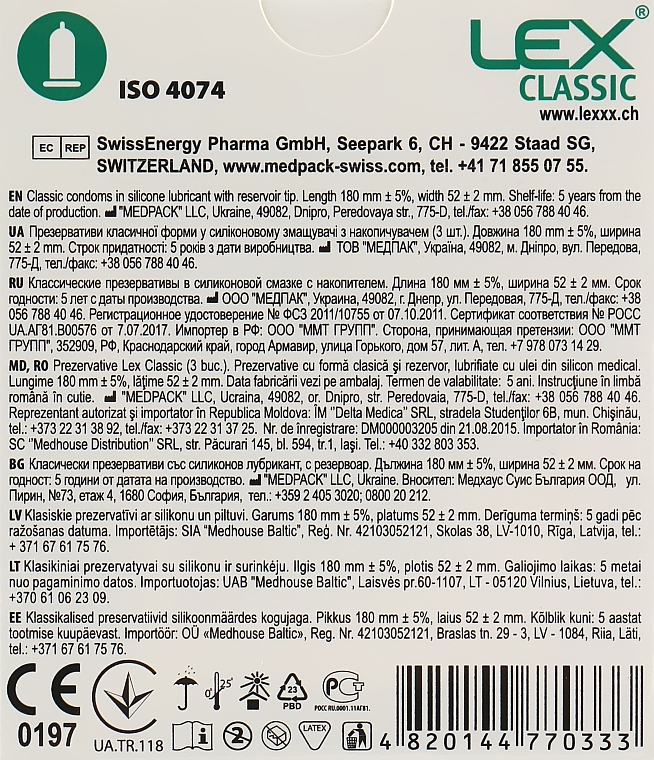 LEX®
CLASSIC
www.lexxx.ch
ISO 4074
EC REP SwissEnergy Pharma GmbH, Seepark 6, CH - 9422 Staad SG,
SWITZERLAND, www.medpack-swiss.com, tel. +41 71 855 07 55.
EN Classic condoms in silicone lubricant with reservoir tip. Length 180 mm ± 5%, width 52 ± 2 mm. Shelf-life: 5 years from the
date of production. "MEDPACK" LLC, Ukraine, 49082, Dnipro, Peredovaya str., 775-D, tel./fax: +38 056 788 40 46.
UA Презервативи класичної форми у силіконовому змащувачі з накопичувачем (3 шт.). Довжина 180 mm ± 5%, ширина
52 ± 2 mm. Строк придатності: 5 років з дати виробництва. ТОВ "МЕДПАК", Україна, 49082, м. Дніпро, вул. Передова,
775-Д, тел./факс: +38 056 788 40 46.
RU Классические презервативы в силиконовой смазке с накопителем. Длина 180 мм ± 5%, ширина 52 ± 2 мм. Срок
годности: 5 лет с даты производства. ООО "МЕДПАК", Украина, 49082, г. Днепр, ул. Передовая, 775-Д, тел./факс: +38
056 788 40 46. Регистрационное удостоверение № ФСЗ 2011/10755 от 07.10.2011. Сертификат соответствия № РОСС
UA.АГ81.B00576 от 7.07.2017. Импортер в РФ: ООО "ММТ ГРУПП". Сторона, принимающая претензии: ООО "ММТ
ГРУПП", 352909, РФ, Краснодарский край, город Армавир, улица Горького, дом 57, лит. А, тел. +7 978 073 14 29.
MD, RO Prezervative Lex Classic (3 buc.). Prezervative cu formă clasică şi rezervor, lubrifiate cu ulei din silicon medical.
Lungime 180 mm ± 5%, lăţime 52 ± 2 mm. Data fabricării vezi pe ambalaj. Termen de valabilitate: 5 ani. Instrucţiune în limbă
română în cutie. "MEDPACK" LLC, Ucraina, 49082, or. Dnipro, str. Peredovaia, 775-D, tel/fax: +38 056 788 40 46.
Reprezentant autorizat şi importator în Republica Moldova: ÎM "Delta Medica" SRL, stradela Studenţilor 6B, mun. Chişinău,
tel.: +373 22 31 38 92, tel/fax: +373 22 31 37 25. Nr. de înregistrare: DM000003205 din 21.08.2015. Importator în România:
SC "Medhouse Distribution" SRL, str. Păcurari 145, bl. 594, tr.1, Iaşi. Tel.: +40 332 803 353.
BG Класически презервативи със силиконов лубрикант, с резервоар. Дължина 180 мм ± 5%, ширина 52 ± 2 мм. Срок на
годност: 5 години от датата на производство. "MEDPACK" LLC, Ukraine. Вносител: Медхаус Суис България ООД, ул.
Пирин, №73, етаж 4, 1680 София, България, тел.: +359 2 405 3020; 0800 20 212.
LV Klasiskie prezervatīvi ar silikonu un piltuvi. Garums 180 mm ± 5%, platums 52 ± 2 mm. Derīguma termiņš: 5 gadi pēc
ražošanas datuma. Importētājs: SIA "Medhouse Baltic", Reģ. Nr. 42103052121, Skolas 38, LV-1010, Rīga, Latvija, tel.:
+ 371 67 61 75 76.
LT Klasikiniai prezervatyvai su silikonu ir surinkėju. Ilgis 180 mm ± 5%, plotis 52 ± 2 mm. Galiojimo laikas: 5 metai
nuo pagaminimo datos. Importuotojas: UAB "Medhouse Baltic", Laisvės pr.60-1107, LT - 05120 Vilnius, Lietuva, tel.:
+370 61 06 23 09.
EE Klassikalised preservatiivid silikoonmäärdes kogujaga. Pikkus 180 mm ± 5%, laius 52 ± 2 mm. Kõlblik kuni: 5 aastat
tootmise kuupäevast. Importöör: OÜ «Medhouse Baltic», Reg. Nr. 42103052121, Braslas tn. 29 - 3, LV - 1084, Riia, Läti,
tel.: +371 67 61 75 76.
CE
0197
UA.TR.118
0° 25°
23
PBD
РСТ
РОСС RU.0001.11АГ81.
2
LATEX
4 820144 770333